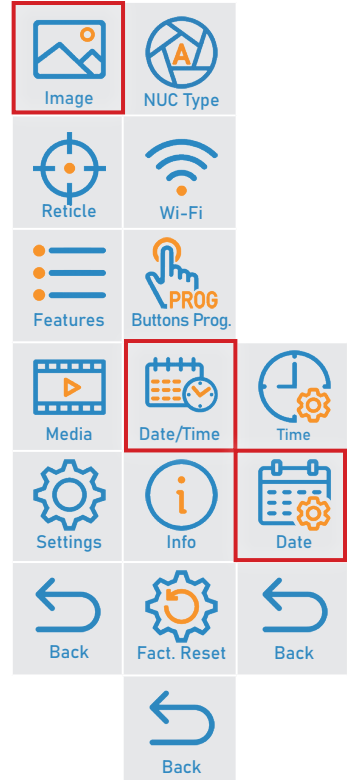 Image
A
NUC Type
Reticle
Wi-Fi
Features
PROG
Buttons Prog.
Media
Date/Time
Time
Settings
i
Info
Date
Back
Fact. Reset
Back
Back